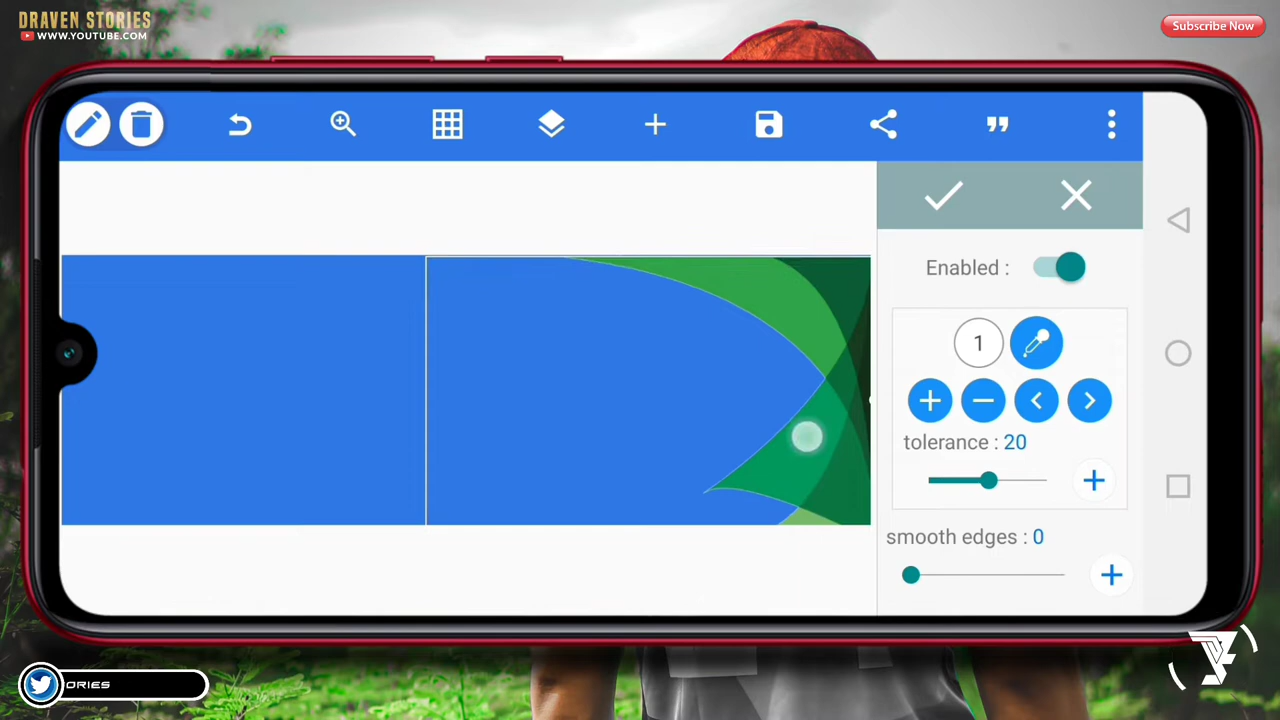 DRAVEN STORIES
WWW.YOUTUBE.COM
Subscribe Now
Enabled :
1
tolerance : 20
smooth edges : 0
ORIES